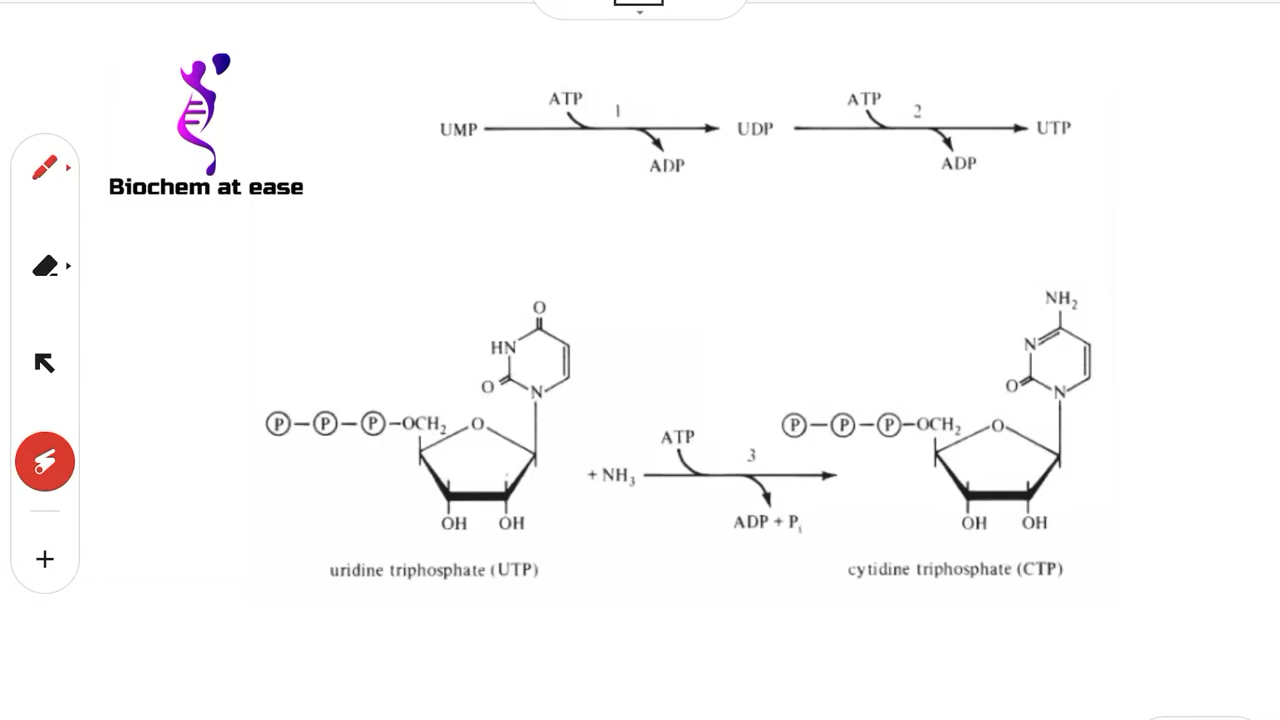 Biochem at ease
ATP 1 ATP 2
UMP UDP UTP
ADP ADP
O NH₂
HN N
O N O N
Ⓟ–Ⓟ–Ⓟ–OCH₂ O Ⓟ–Ⓟ–Ⓟ–OCH₂ O
ATP 3
+ NH₃
OH OH ADP + Pᵢ OH OH
uridine triphosphate (UTP) cytidine triphosphate (CTP)